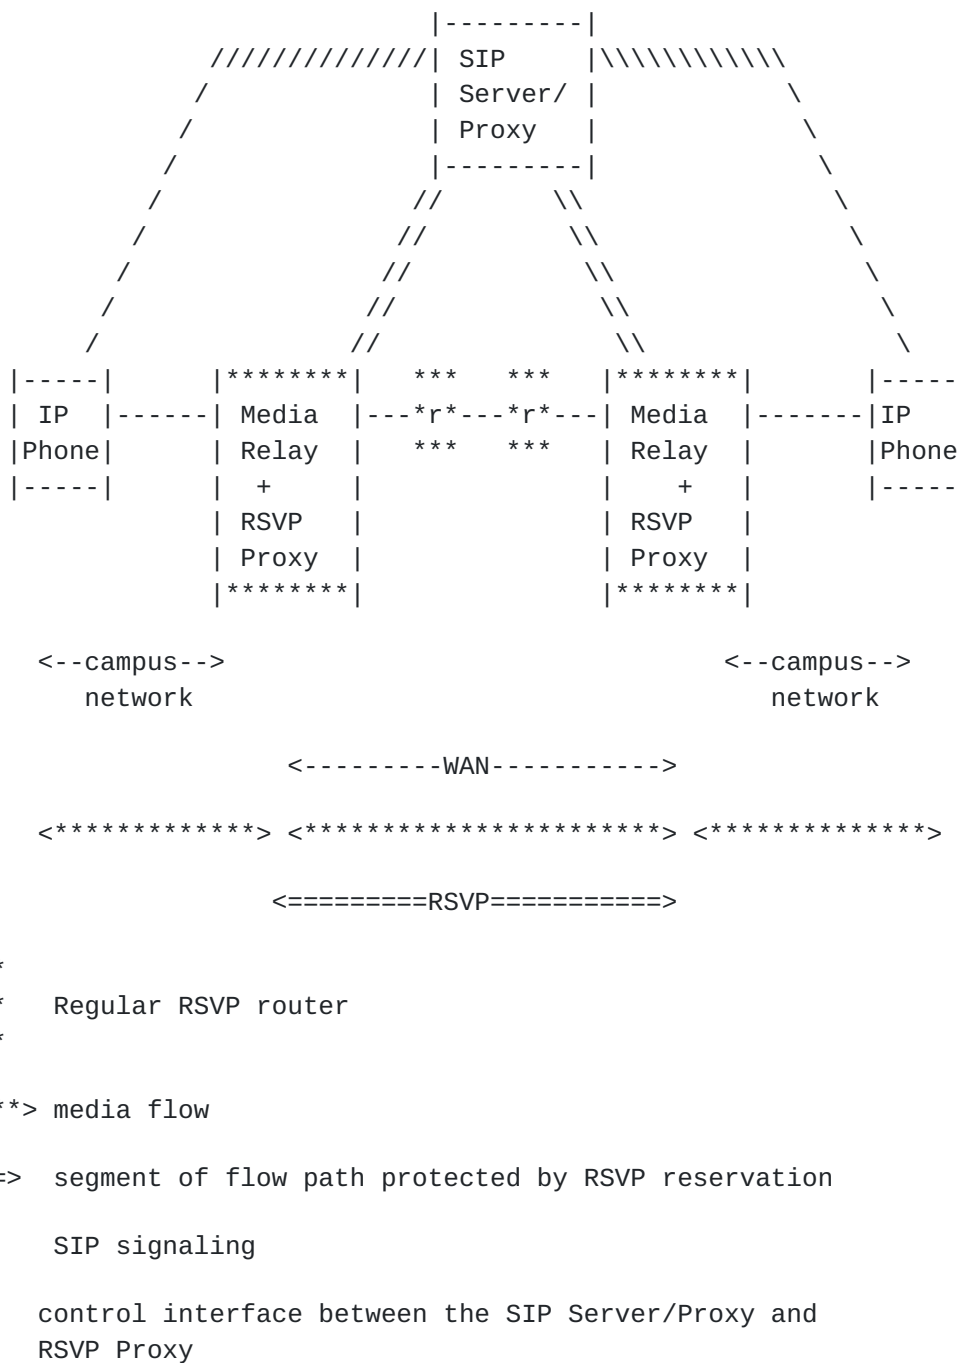 |---------|
             //////////////| SIP     |\\\\\\\\\\\\
            /              | Server/ |            \
           /               | Proxy   |             \
          /                |---------|              \
         /                //       \\                \
        /                //         \\                \
       /                //           \\                \
      /                //             \\                \
     /                //               \\                \
|-----|      |********|   ***   ***   |********|       |-----
| IP  |------| Media  |---*r*---*r*---| Media  |-------|IP
|Phone|      | Relay  |   ***   ***   | Relay  |       |Phone
|-----|      |  +     |               |    +   |       |-----
             | RSVP   |               | RSVP   |
             | Proxy  |               | Proxy  |
             |********|               |********|
  <--campus-->                                <--campus-->
     network                                     network
                  <---------WAN----------->
  <*************> <***********************> <**************>
                 <=========RSVP===========>
*
*   Regular RSVP router
*
**> media flow
=>  segment of flow path protected by RSVP reservation
    SIP signaling
   control interface between the SIP Server/Proxy and
   RSVP Proxy